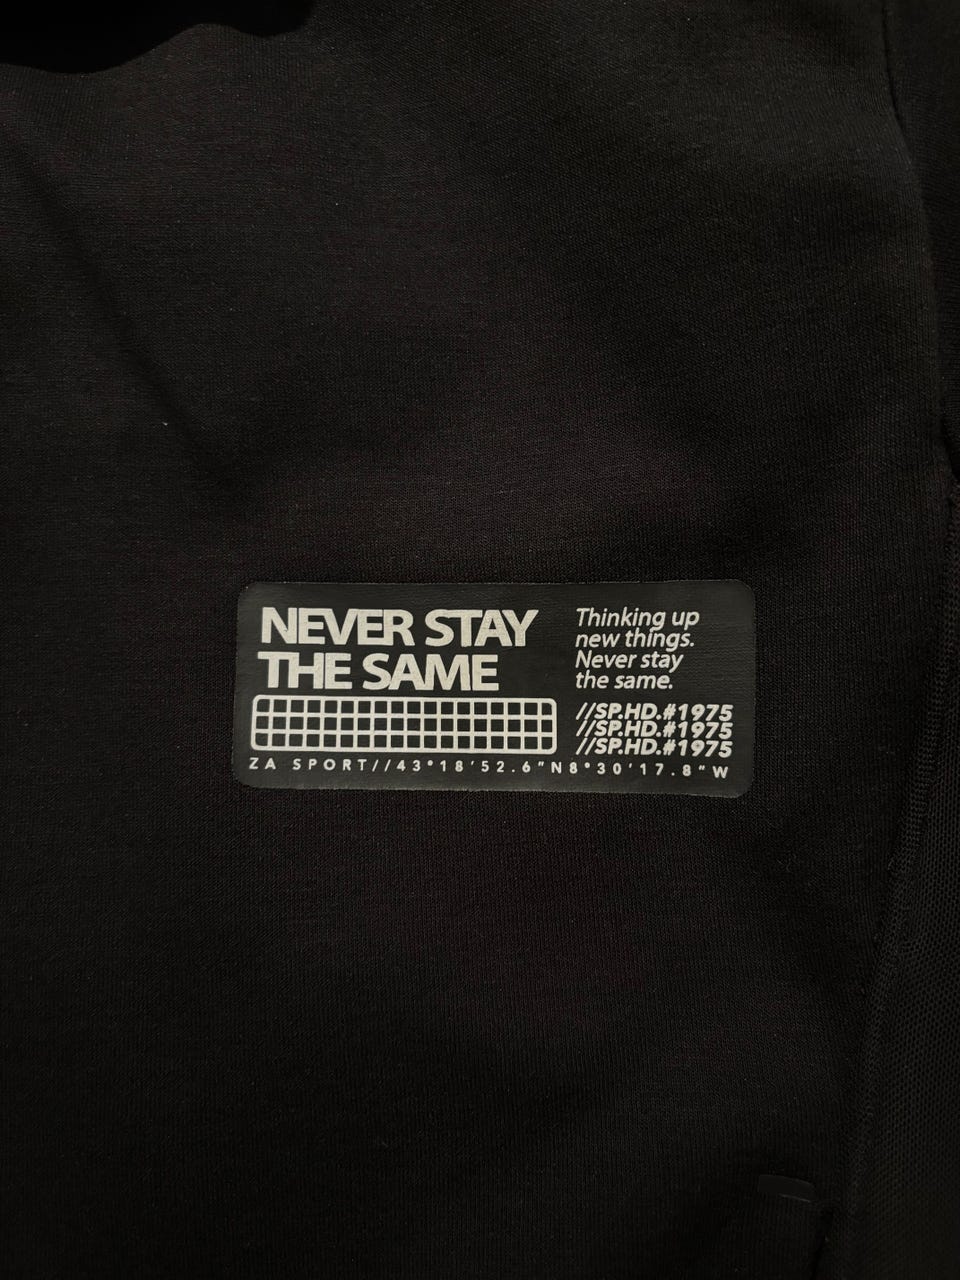 NEVER STAY
THE SAME
Thinking up
new things.
Never stay
the same.
//SP.HD.#1975
//SP.HD.#1975
//SP.HD.#1975
ZA SPORT//43°18'52.6"N8°30'17.8"W